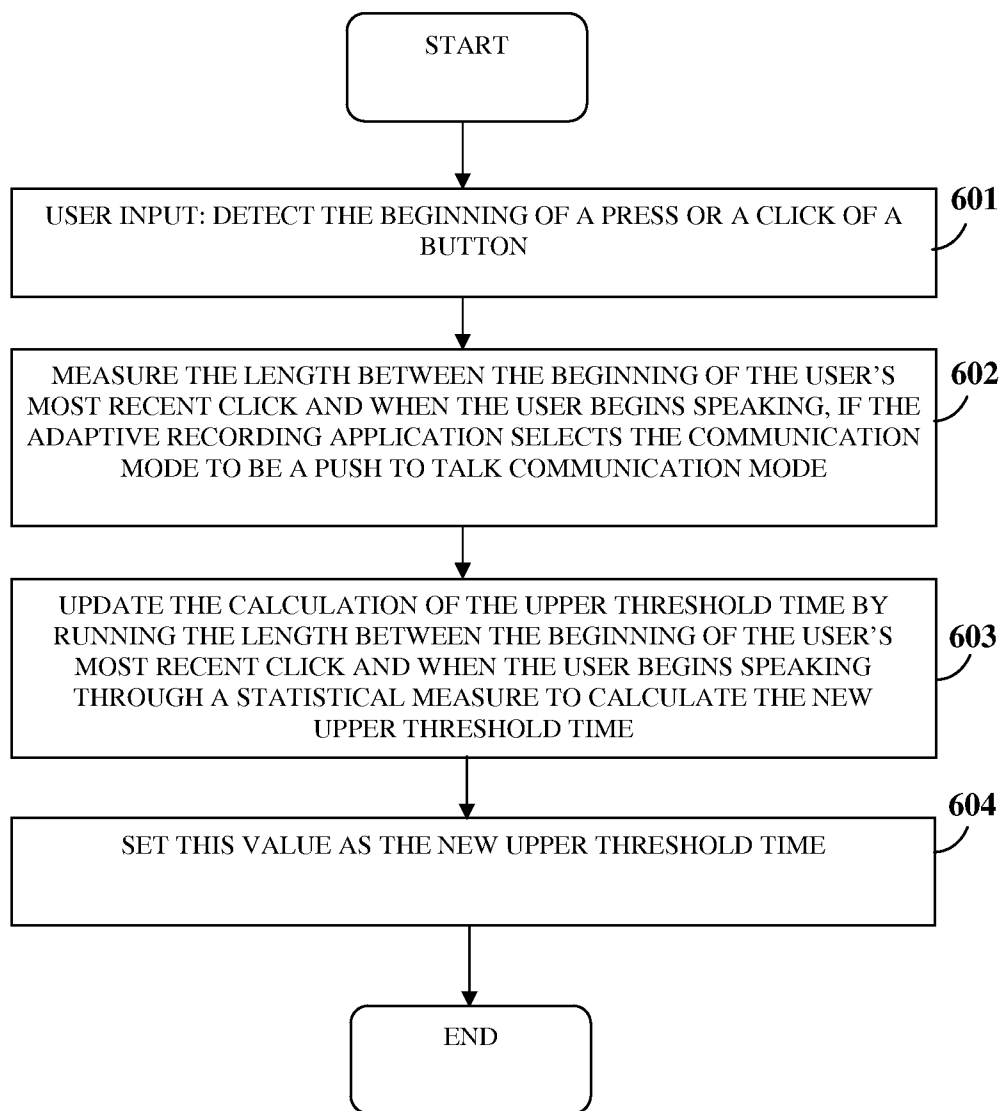 START
USER INPUT: DETECT THE BEGINNING OF A PRESS OR A CLICK OF A
BUTTON
601
MEASURE THE LENGTH BETWEEN THE BEGINNING OF THE USER'S
MOST RECENT CLICK AND WHEN THE USER BEGINS SPEAKING, IF THE
ADAPTIVE RECORDING APPLICATION SELECTS THE COMMUNICATION
MODE TO BE A PUSH TO TALK COMMUNICATION MODE
602
UPDATE THE CALCULATION OF THE UPPER THRESHOLD TIME BY
RUNNING THE LENGTH BETWEEN THE BEGINNING OF THE USER'S
MOST RECENT CLICK AND WHEN THE USER BEGINS SPEAKING
THROUGH A STATISTICAL MEASURE TO CALCULATE THE NEW
UPPER THRESHOLD TIME
603
SET THIS VALUE AS THE NEW UPPER THRESHOLD TIME
604
END